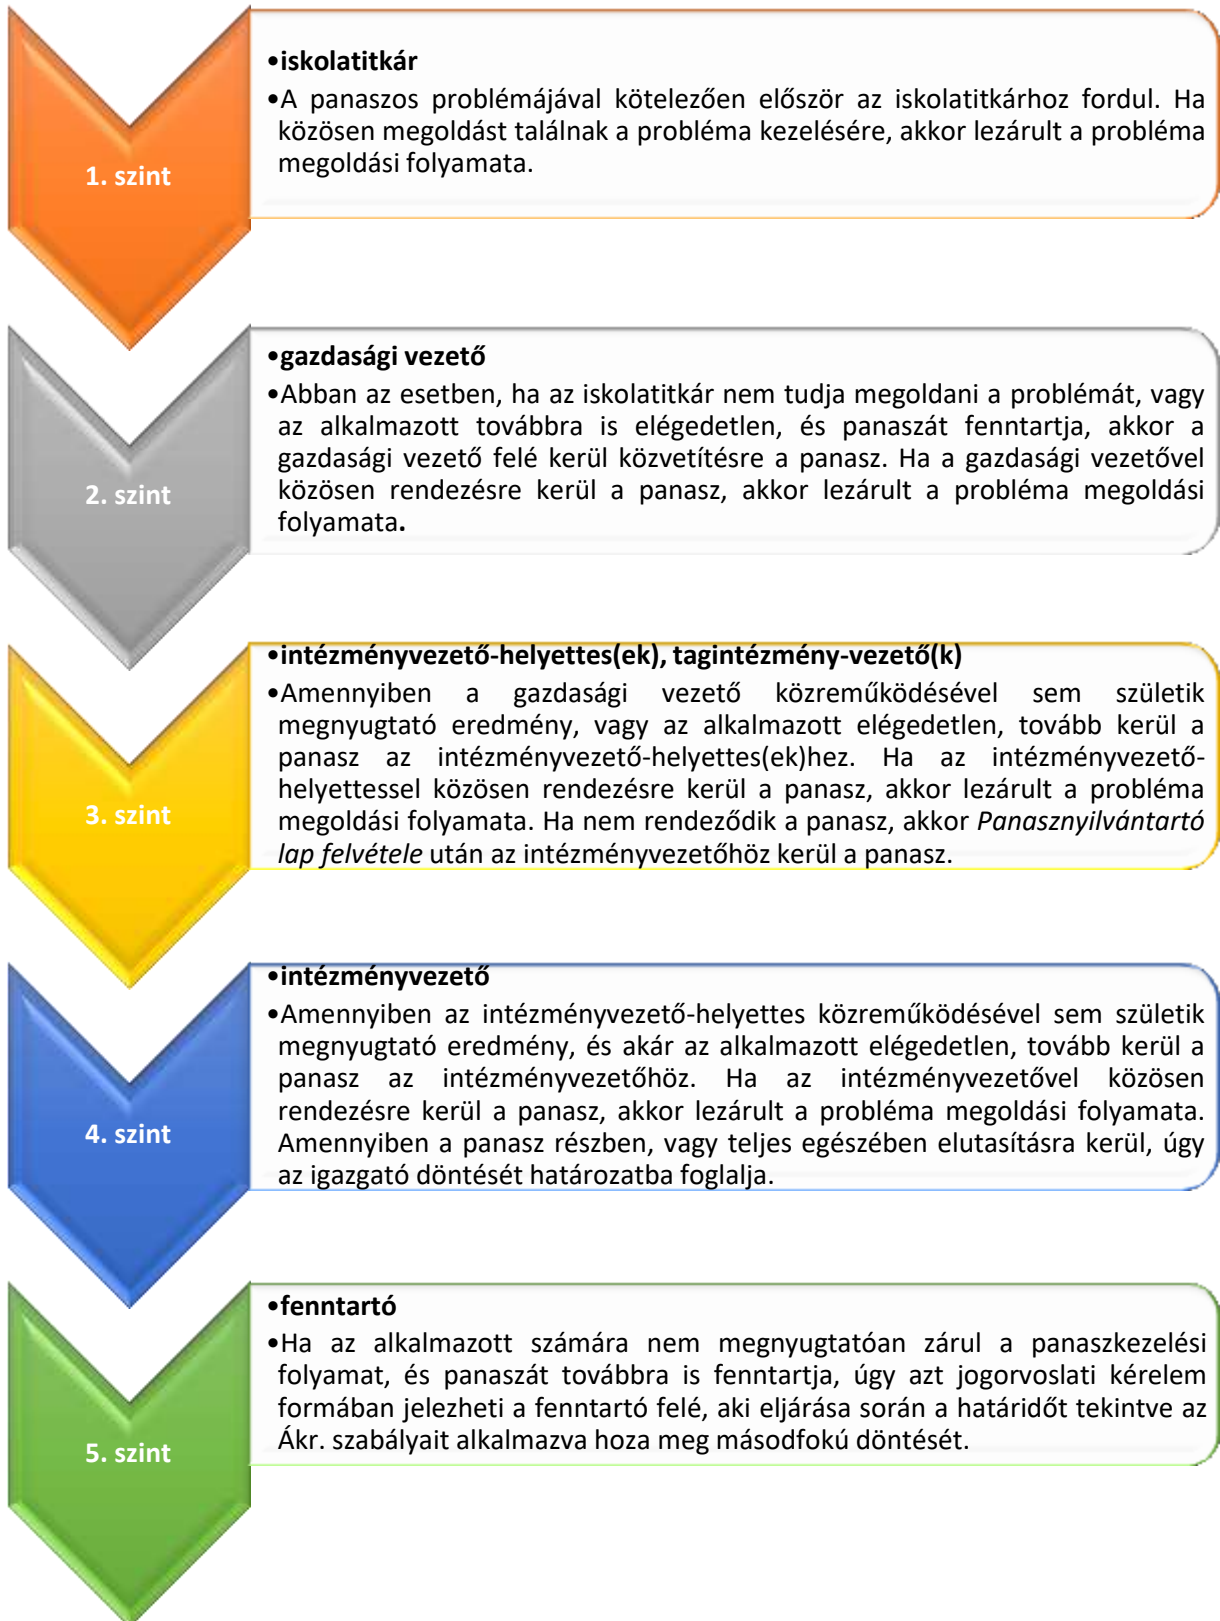 1. szint
•iskolatitkár
•A panaszos problémájával kötelezően először az iskolatitkárhoz fordul. Ha
közösen megoldást találnak a probléma kezelésére, akkor lezárult a probléma
megoldási folyamata.
2. szint
•gazdasági vezető
•Abban az esetben, ha az iskolatitkár nem tudja megoldani a problémát, vagy
az alkalmazott továbbra is elégedetlen, és panaszát fenntartja, akkor a
gazdasági vezető felé kerül közvetítésre a panasz. Ha a gazdasági vezetővel
közösen rendezésre kerül a panasz, akkor lezárult a probléma megoldási
folyamata.
3. szint
•intézményvezető-helyettes(ek), tagintézmény-vezető(k)
•Amennyiben a gazdasági vezető közreműködésével sem születik
megnyugtató eredmény, vagy az alkalmazott elégedetlen, tovább kerül a
panasz az intézményvezető-helyettes(ek)hez. Ha az intézményvezető-
helyettessel közösen rendezésre kerül a panasz, akkor lezárult a probléma
megoldási folyamata. Ha nem rendeződik a panasz, akkor Panasznyilvántartó
lap felvétele után az intézményvezetőhöz kerül a panasz.
4. szint
•intézményvezető
•Amennyiben az intézményvezető-helyettes közreműködésével sem születik
megnyugtató eredmény, és akár az alkalmazott elégedetlen, tovább kerül a
panasz az intézményvezetőhöz. Ha az intézményvezetővel közösen
rendezésre kerül a panasz, akkor lezárult a probléma megoldási folyamata.
Amennyiben a panasz részben, vagy teljes egészében elutasításra kerül, úgy
az igazgató döntését határozatba foglalja.
5. szint
•fenntartó
•Ha az alkalmazott számára nem megnyugtatóan zárul a panaszkezelési
folyamat, és panaszát továbbra is fenntartja, úgy azt jogorvoslati kérelem
formában jelezheti a fenntartó felé, aki eljárása során a határidőt tekintve az
Ákr. szabályait alkalmazva hoza meg másodfokú döntését.